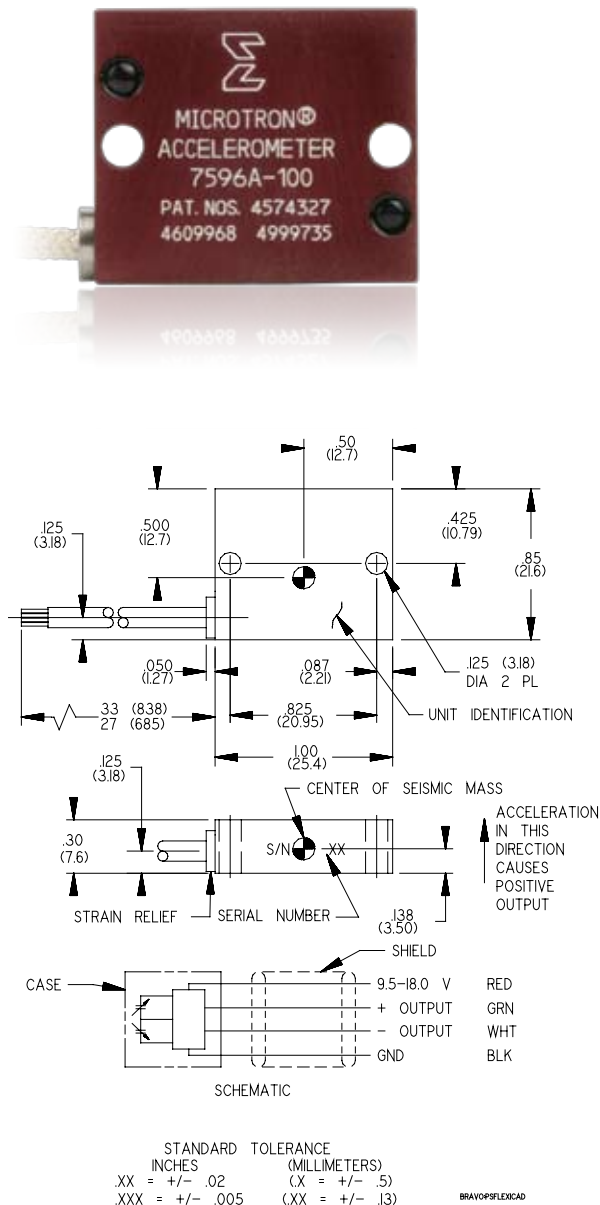 MICROTRON®
ACCELEROMETER
7596A-100
PAT. NOS. 4574327
4609968 4999735
.50
(12.7)
.500
(12.7)
.425
(10.79)
.125
(3.18)
.85
(21.6)
.050
(1.27)
.087
(2.21)
.125 (3.18)
DIA 2 PL
33 (838)
27 (685)
.825
(20.95)
UNIT IDENTIFICATION
1.00
(25.4)
.125
(3.18)
CENTER OF SEISMIC MASS
.30
(7.6)
S/N XX
ACCELERATION
IN THIS
DIRECTION
CAUSES
POSITIVE
OUTPUT
STRAIN RELIEF
SERIAL NUMBER
.138
(3.50)
SHIELD
CASE
9.5-18.0 V RED
+ OUTPUT GRN
- OUTPUT WHT
GND BLK
SCHEMATIC
STANDARD TOLERANCE
INCHES (MILLIMETERS)
.XX = +/- .02 (.X = +/- .5)
.XXX = +/- .005 (.XX = +/- .13)
BRAVO-PSFLEXICAD